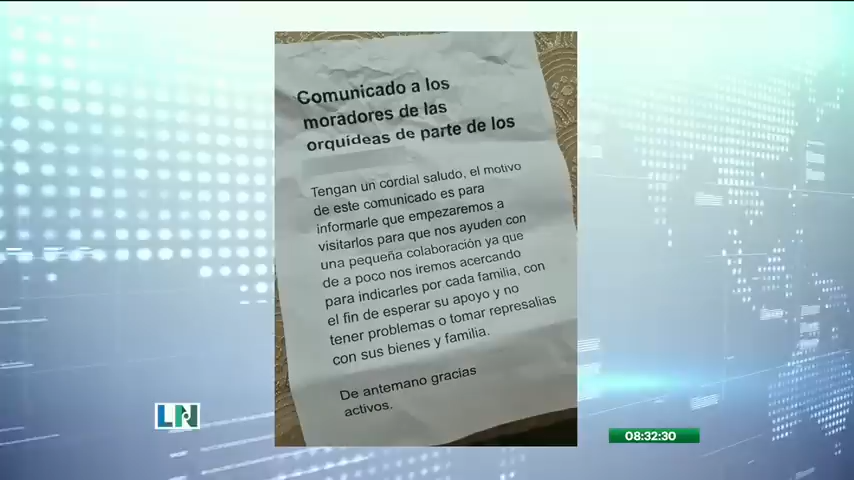 Comunicado a los
moradores de las
orquídeas de parte de los
Tengan un cordial saludo, el motivo
de este comunicado es para
informarle que empezaremos a
visitarlos para que nos ayuden con
una pequeña colaboración ya que
de a poco nos iremos acercando
para indicarles por cada familia, con
el fin de esperar su apoyo y no
tener problemas o tomar represalias
con sus bienes y familia.
De antemano gracias
activos.
LN
08:32:30